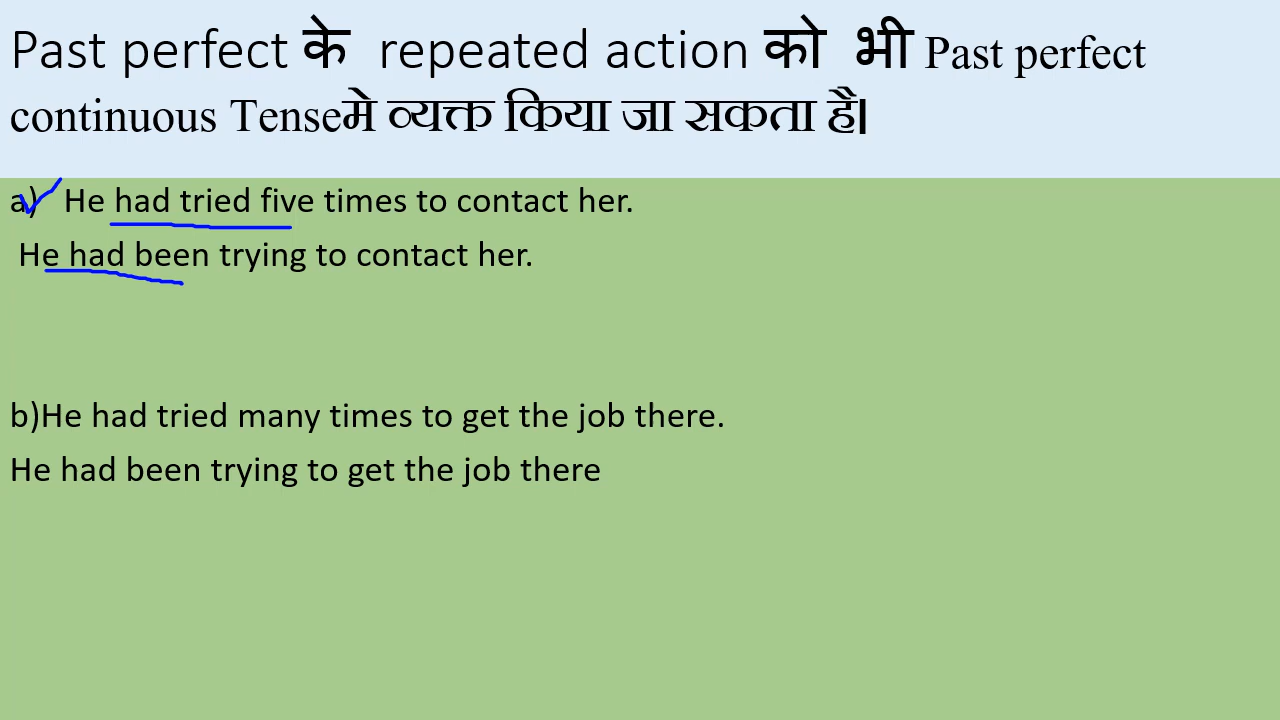 Past perfect के repeated action को भी Past perfect
continuous Tenseमे व्यक्त किया जा सकता है।
a) He had tried five times to contact her.
He had been trying to contact her.
b)He had tried many times to get the job there.
He had been trying to get the job there